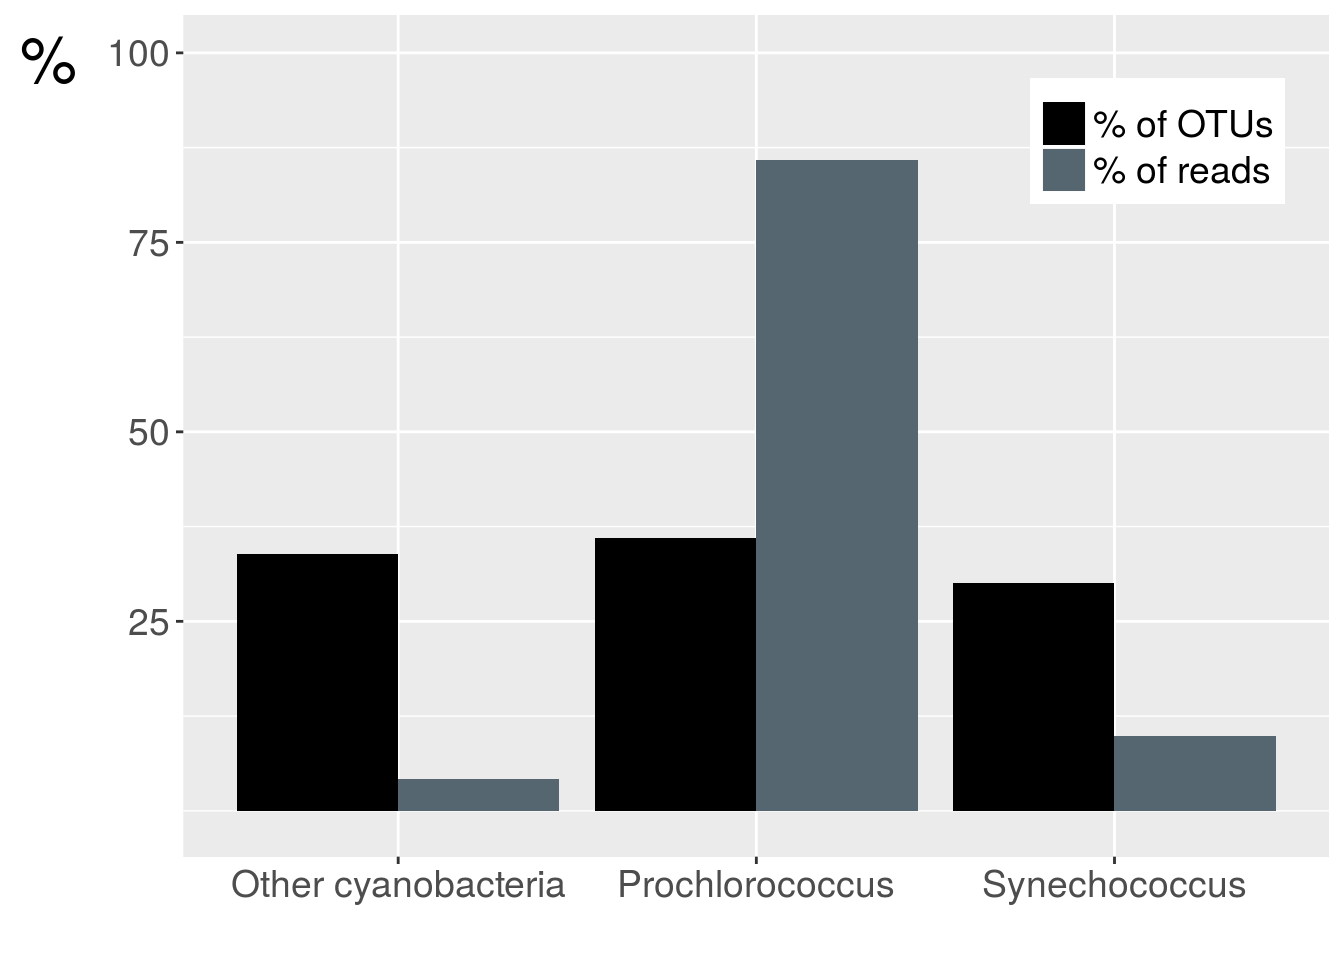 %
100
75
50
25
% of OTUs
% of reads
Other cyanobacteria
Prochlorococcus
Synechococcus